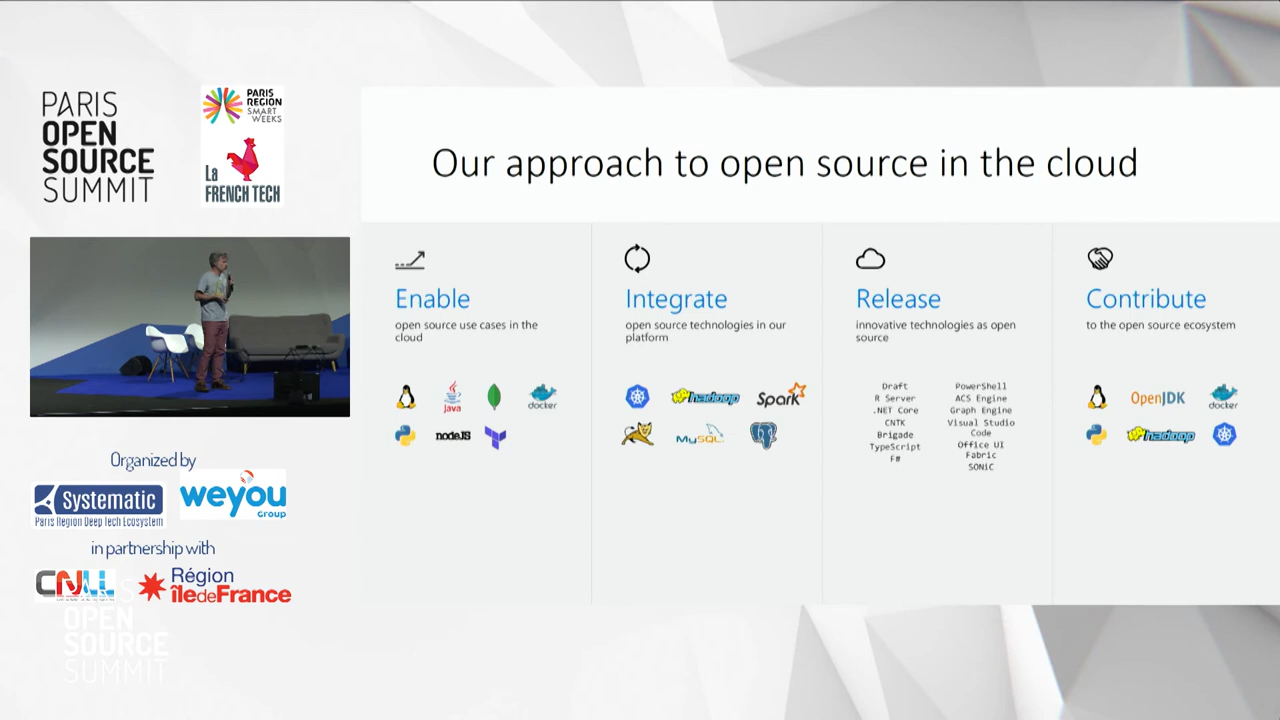 PARIS
OPEN
SOURCE
SUMMIT
PARIS
REGION
SMART
WEEKS
La
FRENCH TECH
Our approach to open source in the cloud
Enable
open source use cases in the
cloud
Java
docker
nodeJS
Integrate
open source technologies in our
platform
hadoop
Spark
MySQL
Release
innovative technologies as open
source
Draft
R Server
.NET Core
CNTK
Brigade
TypeScript
F#
PowerShell
ACS Engine
Graph Engine
Visual Studio
Code
Office UI
Fabric
SONiC
Contribute
to the open source ecosystem
OpenJDK
docker
hadoop
Organized by
Systematic
Paris Region Deep Tech Ecosystem
weyou
Group
in partnership with
CNLL
Région
îledeFrance
PARIS
OPEN
SOURCE
SUMMIT